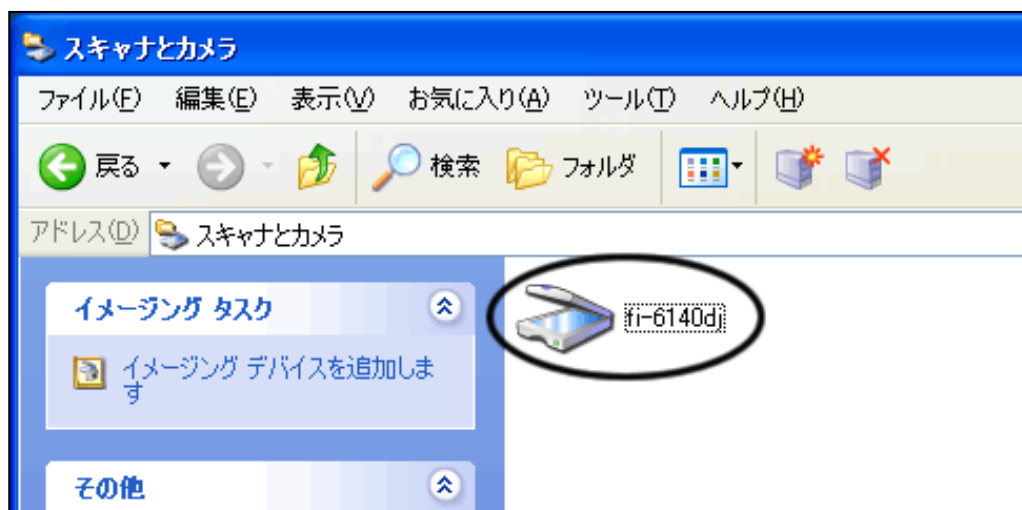 スキャナとカメラ
ファイル(F) 編集(E) 表示(V) お気に入り(A) ツール(T) ヘルプ(H)
戻る 検索 フォルダ
アドレス(D) スキャナとカメラ
イメージング タスク
fi-6140dj
イメージング デバイスを追加しま
す
その他